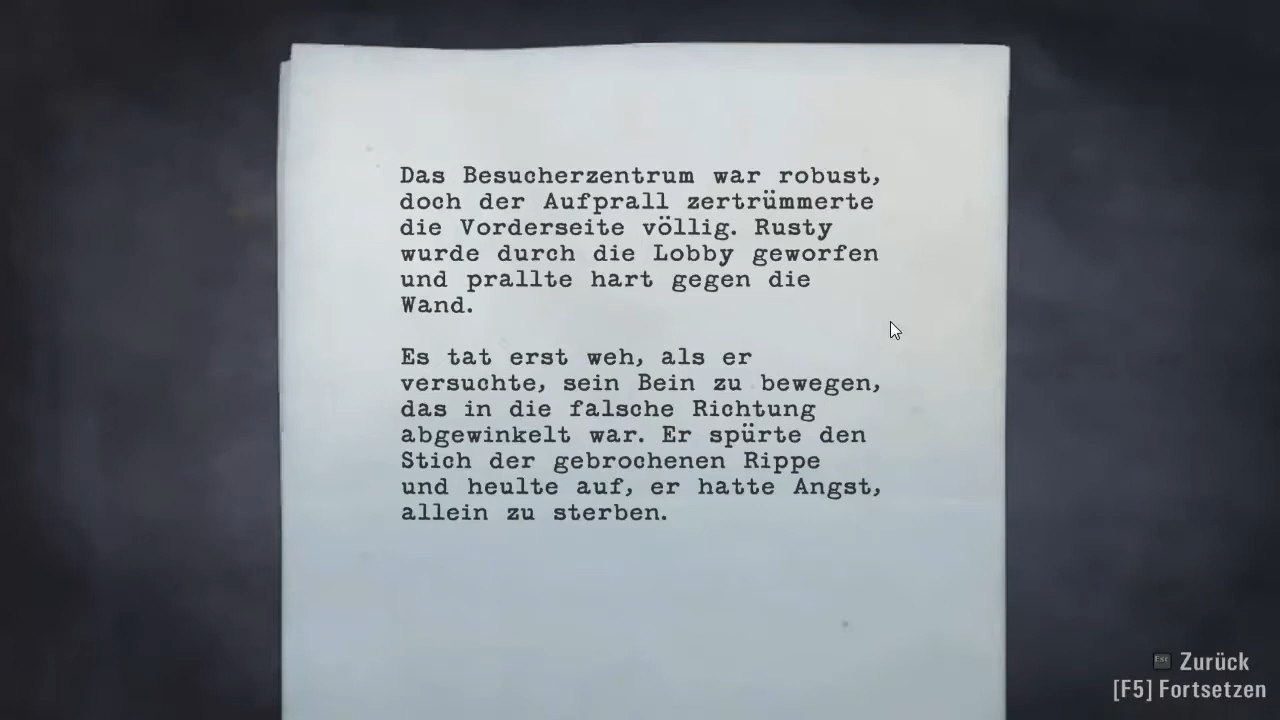 Das Besucherzentrum war robust,
doch der Aufprall zertrümmerte
die Vorderseite völlig. Rusty
wurde durch die Lobby geworfen
und prallte hart gegen die
Wand.
Es tat erst weh, als er
versuchte, sein Bein zu bewegen,
das in die falsche Richtung
abgewinkelt war. Er spürte den
Stich der gebrochenen Rippe
und heulte auf, er hatte Angst,
allein zu sterben.
Esc Zurück
[F5] Fortsetzen